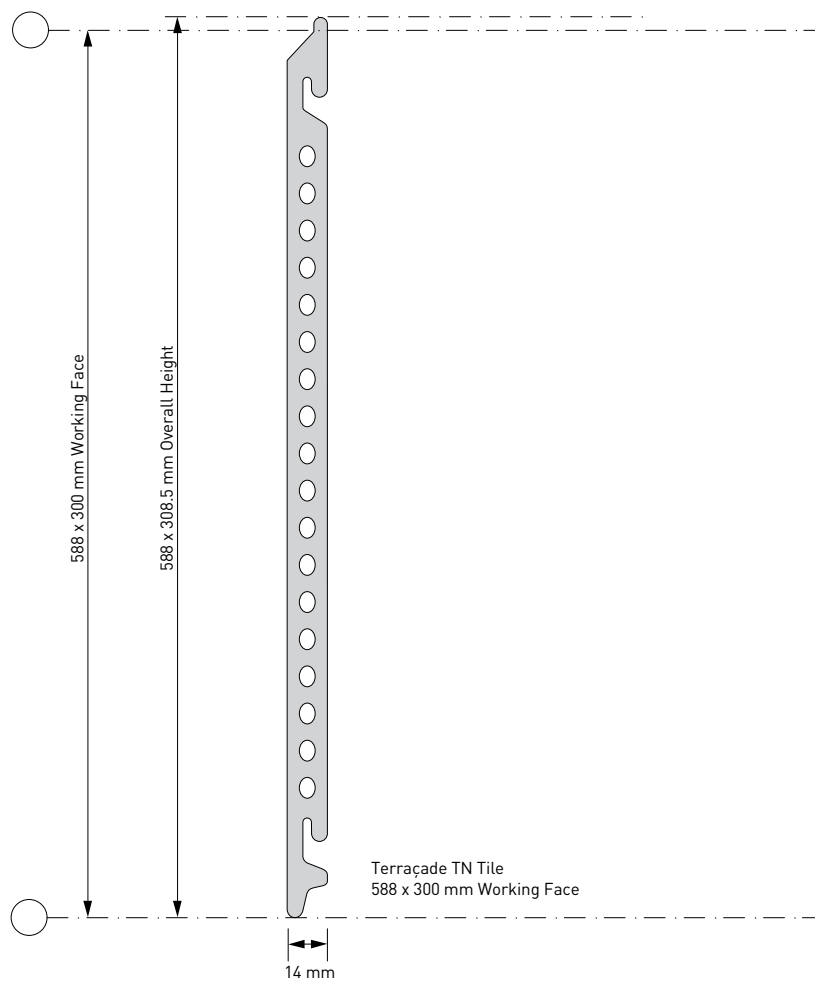 588 x 300 mm Working Face
588 x 308.5 mm Overall Height
Terraçade TN Tile
588 x 300 mm Working Face
14 mm